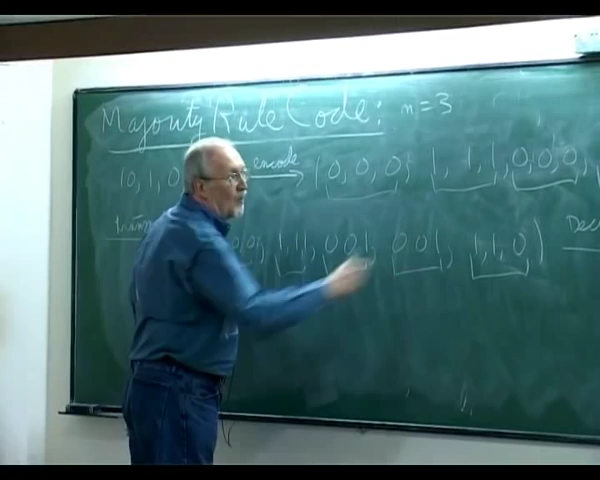 Majority Rule Code: n=3
(0,1,0 encode (0,0,0, 1,1,1,0,0,0,
0,0, 1,1,1, 0 0 1, 0 0 1, 1,1,0)